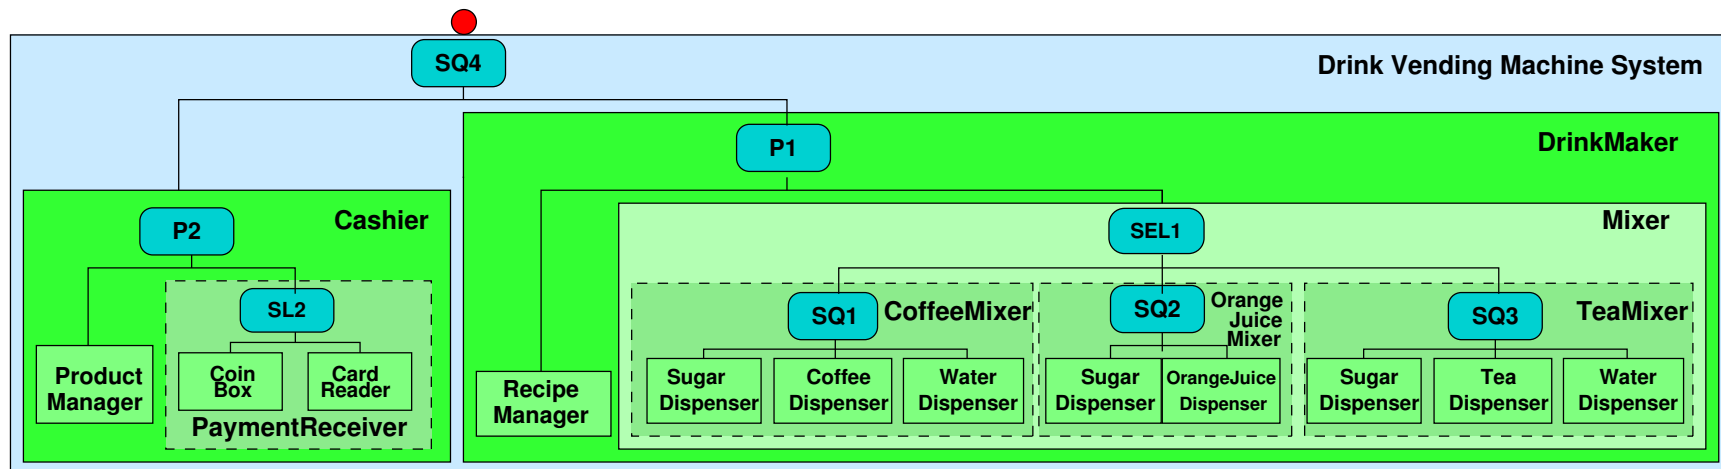 SQ4
Drink Vending Machine System
P1
DrinkMaker
P2
Cashier
SEL1
Mixer
SL2
SQ1
CoffeeMixer
SQ2
Orange
Juice
Mixer
SQ3
TeaMixer
Product
Manager
Coin
Box
Card
Reader
PaymentReceiver
Recipe
Manager
Sugar
Dispenser
Coffee
Dispenser
Water
Dispenser
Sugar
Dispenser
OrangeJuice
Dispenser
Sugar
Dispenser
Tea
Dispenser
Water
Dispenser